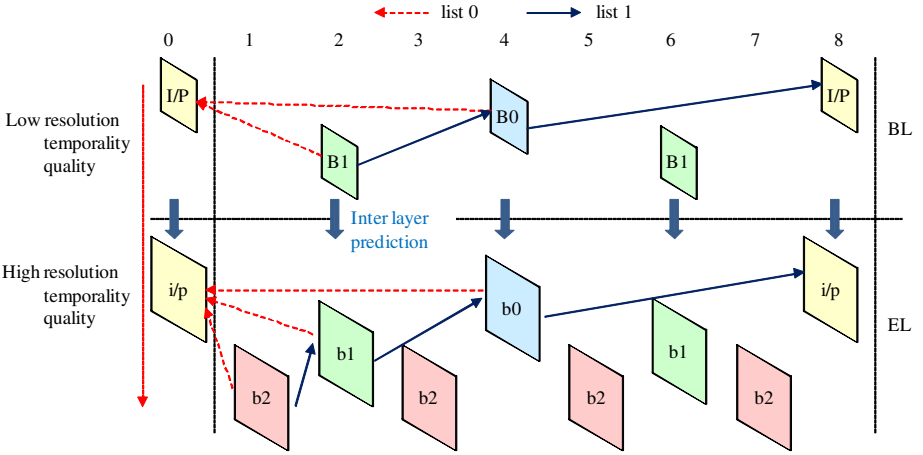 list 0
list 1
0 1 2 3 4 5 6 7 8
I/P
I/P
B0
Low resolution
temporality
quality
BL
B1
B1
Inter layer
prediction
High resolution
temporality
quality
i/p
i/p
b0
EL
b1
b1
b2
b2
b2
b2